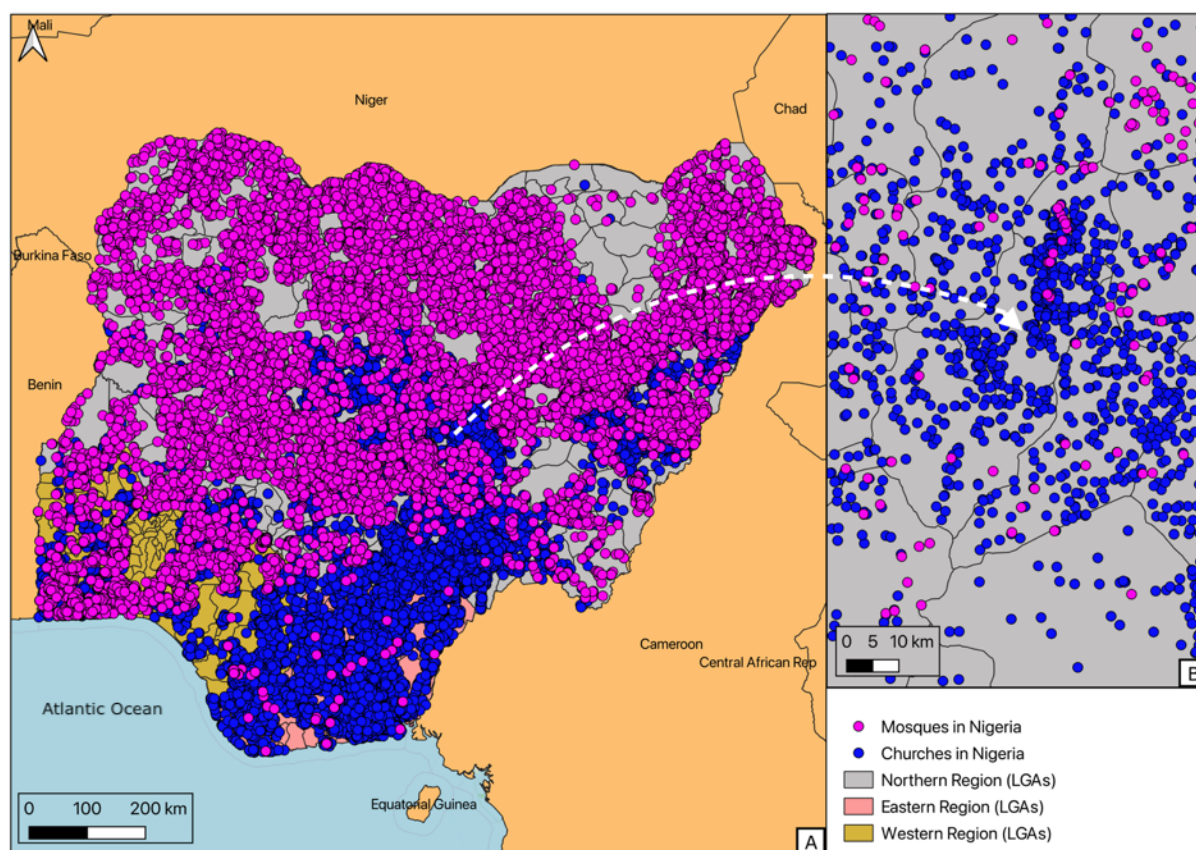 Mali
Niger
Chad
Burkina Faso
Benin
Cameroon
Central African Rep
Atlantic Ocean
Equatorial Guinea
0 100 200 km
A
0 5 10 km
B
Mosques in Nigeria
Churches in Nigeria
Northern Region (LGAs)
Eastern Region (LGAs)
Western Region (LGAs)